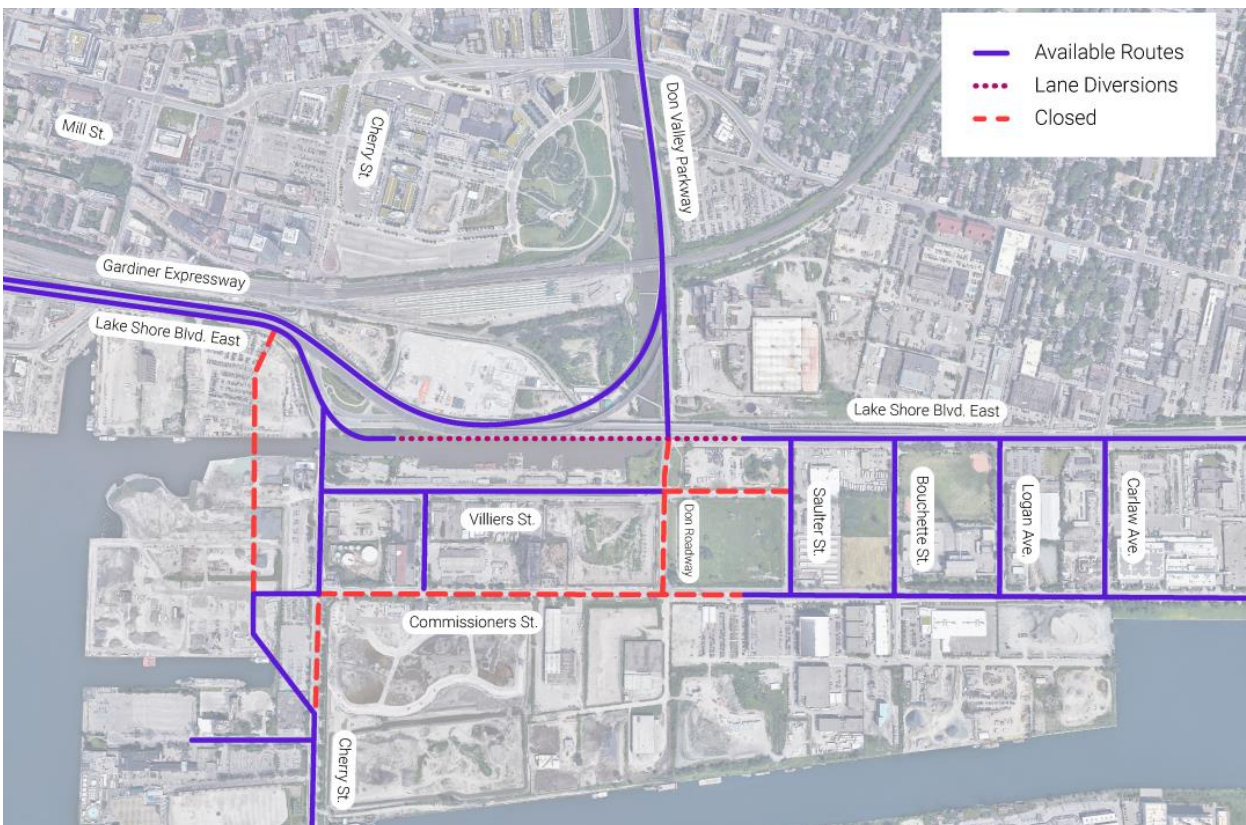 Available Routes
Lane Diversions
Closed
Mill St.
Cherry St.
Don Valley Parkway
Gardiner Expressway
Lake Shore Blvd. East
Lake Shore Blvd. East
Villiers St.
Don Roadway
Saulter St.
Bouchette St.
Logan Ave.
Carlaw Ave.
Commissioners St.
Cherry St.